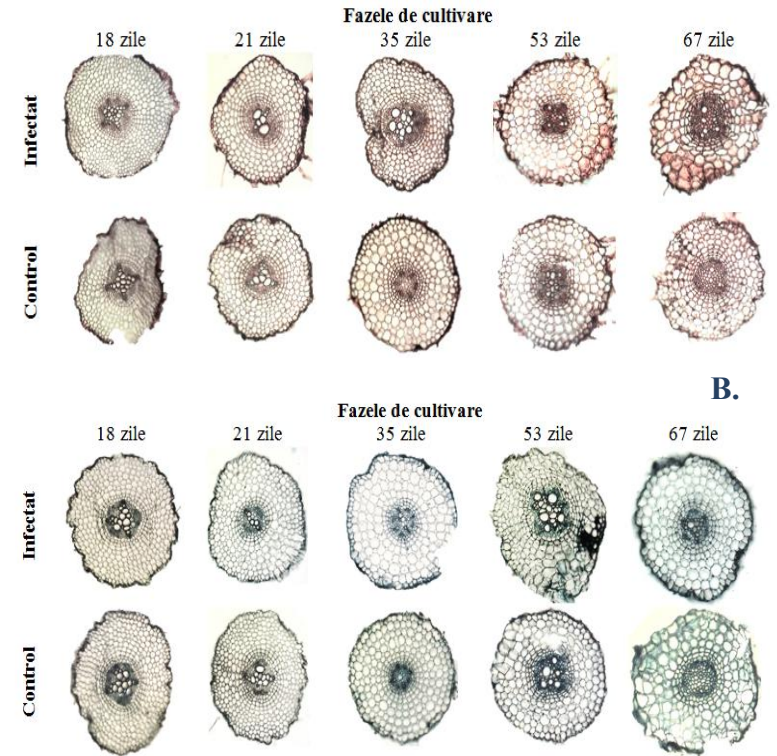 Fazele de cultivare
18 zile 21 zile 35 zile 53 zile 67 zile
Infectat
Control
B.
Fazele de cultivare
18 zile 21 zile 35 zile 53 zile 67 zile
Infectat
Control